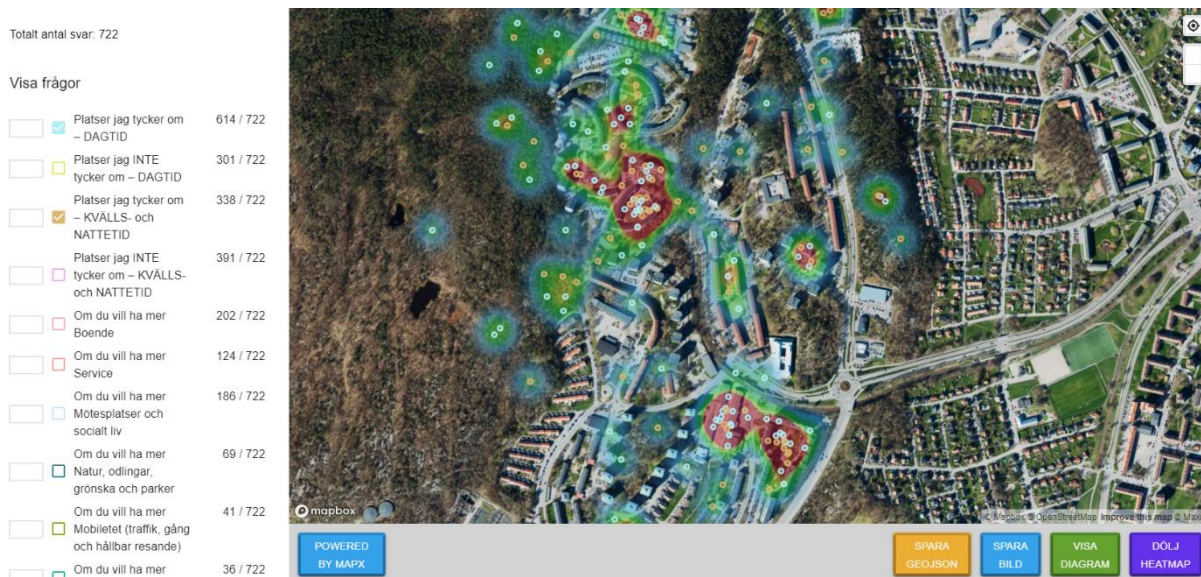 Totalt antal svar: 722
Visa frågor
Platser jag tycker om
– DAGTID
614 / 722
Platser jag INTE
tycker om – DAGTID
301 / 722
Platser jag tycker om
– KVÄLLS- och
NATTETID
338 / 722
Platser jag INTE
tycker om – KVÄLLS-
och NATTETID
391 / 722
Om du vill ha mer
Boende
202 / 722
Om du vill ha mer
Service
124 / 722
Om du vill ha mer
Mötesplatser och
socialt liv
186 / 722
Om du vill ha mer
Natur, odlingar,
grönska och parker
69 / 722
Om du vill ha mer
Mobiletet (traffik, gång
och hållbar resande)
41 / 722
Om du vill ha mer
36 / 722
mapbox
© Mapbox © OpenStreetMap Improve this map © Max
POWERED
BY MAPX
SPARA
GEOJSON
SPARA
BILD
VISA
DIAGRAM
DÖLJ
HEATMAP